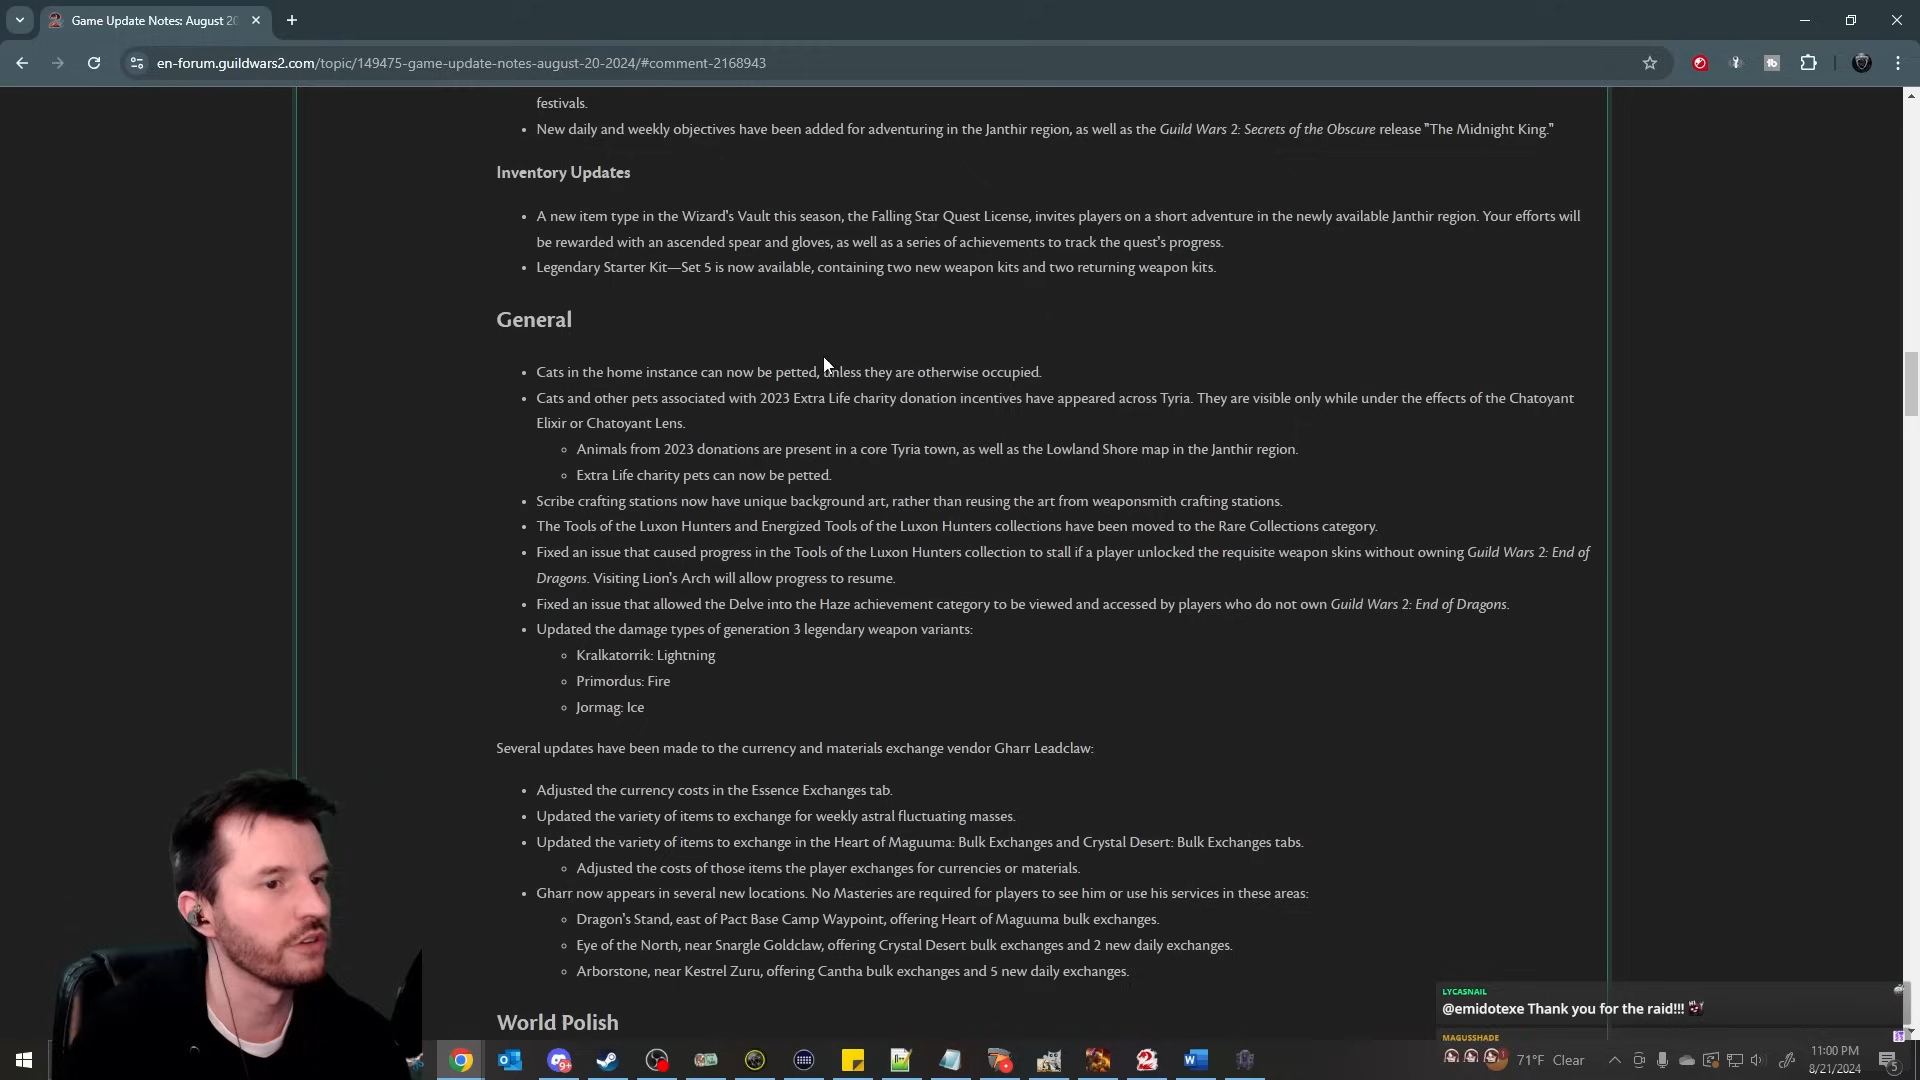 Game Update Notes: August 20
en-forum.guildwars2.com/topic/149475-game-update-notes-august-20-2024/#comment-2168943
festivals.
• New daily and weekly objectives have been added for adventuring in the Janthir region, as well as the Guild Wars 2: Secrets of the Obscure release "The Midnight King."
Inventory Updates
• A new item type in the Wizard's Vault this season, the Falling Star Quest License, invites players on a short adventure in the newly available Janthir region. Your efforts will
be rewarded with an ascended spear and gloves, as well as a series of achievements to track the quest's progress.
• Legendary Starter Kit—Set 5 is now available, containing two new weapon kits and two returning weapon kits.
General
• Cats in the home instance can now be petted, unless they are otherwise occupied.
• Cats and other pets associated with 2023 Extra Life charity donation incentives have appeared across Tyria. They are visible only while under the effects of the Chatoyant
Elixir or Chatoyant Lens.
◦ Animals from 2023 donations are present in a core Tyria town, as well as the Lowland Shore map in the Janthir region.
◦ Extra Life charity pets can now be petted.
• Scribe crafting stations now have unique background art, rather than reusing the art from weaponsmith crafting stations.
• The Tools of the Luxon Hunters and Energized Tools of the Luxon Hunters collections have been moved to the Rare Collections category.
• Fixed an issue that caused progress in the Tools of the Luxon Hunters collection to stall if a player unlocked the requisite weapon skins without owning Guild Wars 2: End of
Dragons. Visiting Lion's Arch will allow progress to resume.
• Fixed an issue that allowed the Delve into the Haze achievement category to be viewed and accessed by players who do not own Guild Wars 2: End of Dragons.
• Updated the damage types of generation 3 legendary weapon variants:
◦ Kralkatorrik: Lightning
◦ Primordus: Fire
◦ Jormag: Ice
Several updates have been made to the currency and materials exchange vendor Gharr Leadclaw:
• Adjusted the currency costs in the Essence Exchanges tab.
• Updated the variety of items to exchange for weekly astral fluctuating masses.
• Updated the variety of items to exchange in the Heart of Maguuma: Bulk Exchanges and Crystal Desert: Bulk Exchanges tabs.
◦ Adjusted the costs of those items the player exchanges for currencies or materials.
• Gharr now appears in several new locations. No Masteries are required for players to see him or use his services in these areas:
◦ Dragon's Stand, east of Pact Base Camp Waypoint, offering Heart of Maguuma bulk exchanges.
◦ Eye of the North, near Snargle Goldclaw, offering Crystal Desert bulk exchanges and 2 new daily exchanges.
◦ Arborstone, near Kestrel Zuru, offering Cantha bulk exchanges and 5 new daily exchanges.
World Polish
LYCASNAIL
@emidotexe Thank you for the raid!!!
MAGUSSHADE
71°F Clear
11:00 PM
8/21/2024
5